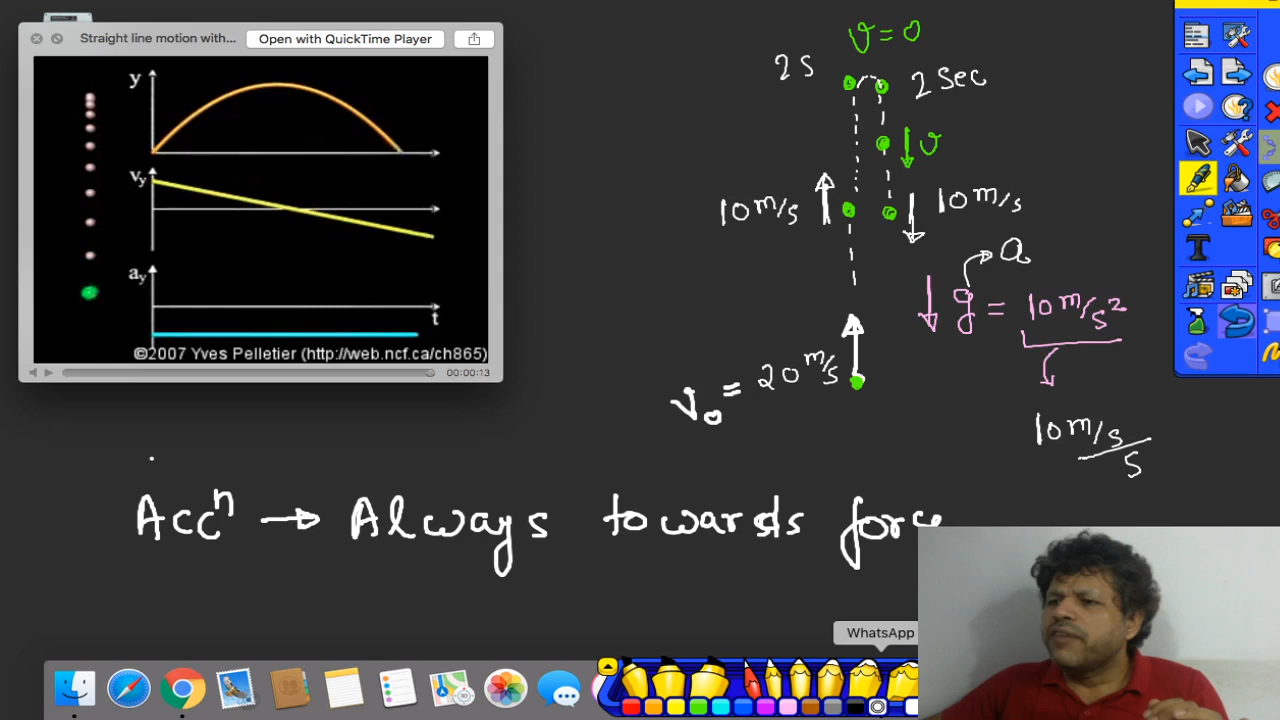 Straight line motion with...
Open with QuickTime Player
y
vy
ay
t
©2007 Yves Pelletier (http://web.ncf.ca/ch865)
00:00:13
v = 0
2 S
2 Sec
v
10 m/s
10 m/s
a
g = 10 m/s²
v₀ = 20 m/s
10 m/s/s
Accⁿ → Always towards force
WhatsApp
T